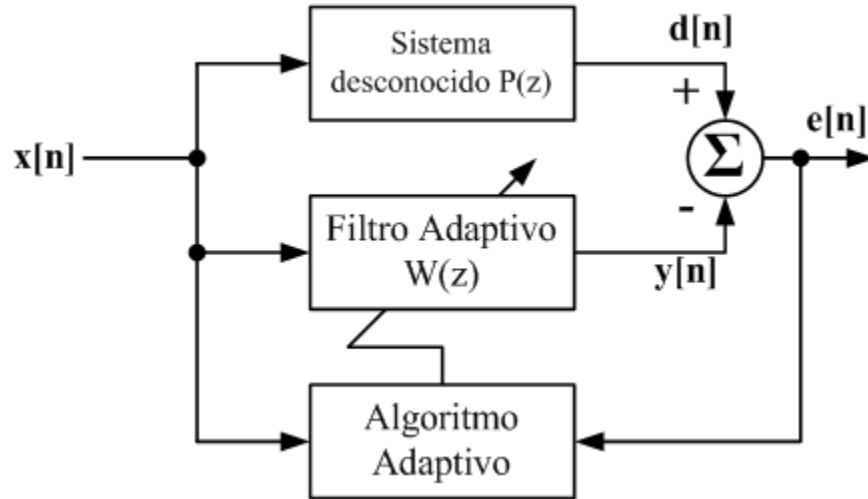 Sistema
desconocido P(z)
d[n]
+
e[n]
x[n]
Σ
Filtro Adaptivo
W(z)
-
y[n]
Algoritmo
Adaptivo